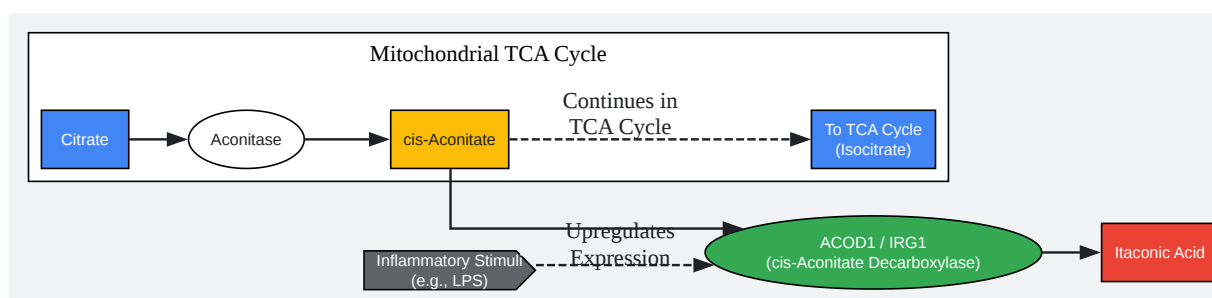 Mitochondrial TCA Cycle
Citrate
Aconitase
cis-Aconitate
Continues in
TCA Cycle
To TCA Cycle
(Isocitrate)
Upregulates
Expression
Inflammatory Stimuli
(e.g., LPS)
ACOD1 / IRG1
(cis-Aconitate Decarboxylase)
Itaconic Acid